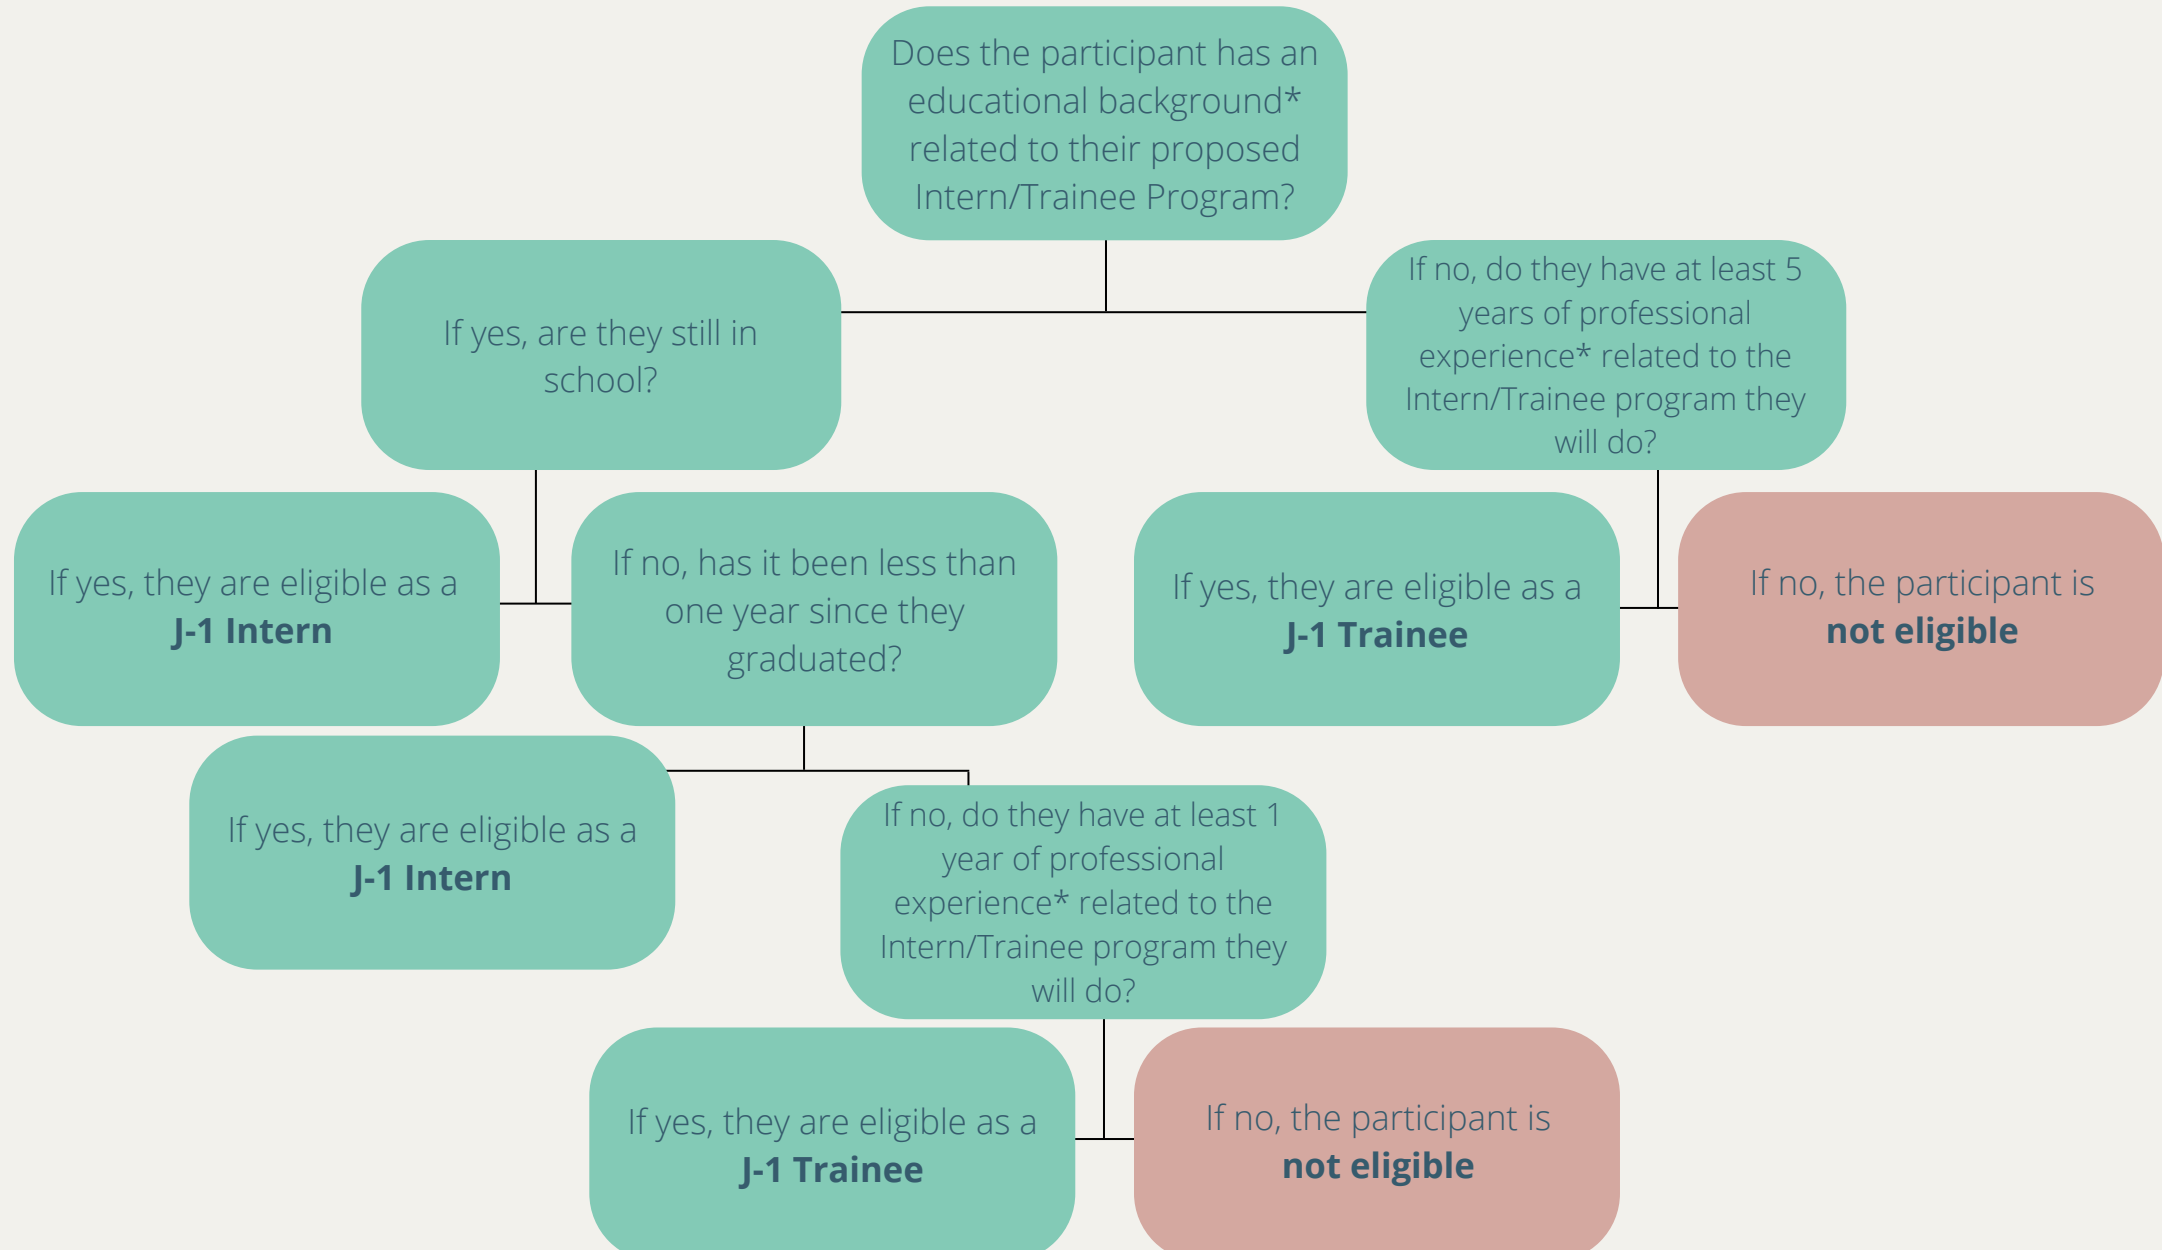 Does the participant has an
educational background*
related to their proposed
Intern/Trainee Program?
If yes, are they still in
school?
If no, do they have at least 5
years of professional
experience* related to the
Intern/Trainee program they
will do?
If yes, they are eligible as a
J-1 Intern
If no, has it been less than
one year since they
graduated?
If yes, they are eligible as a
J-1 Trainee
If no, the participant is
not eligible
If yes, they are eligible as a
J-1 Intern
If no, do they have at least 1
year of professional
experience* related to the
Intern/Trainee program they
will do?
If yes, they are eligible as a
J-1 Trainee
If no, the participant is
not eligible